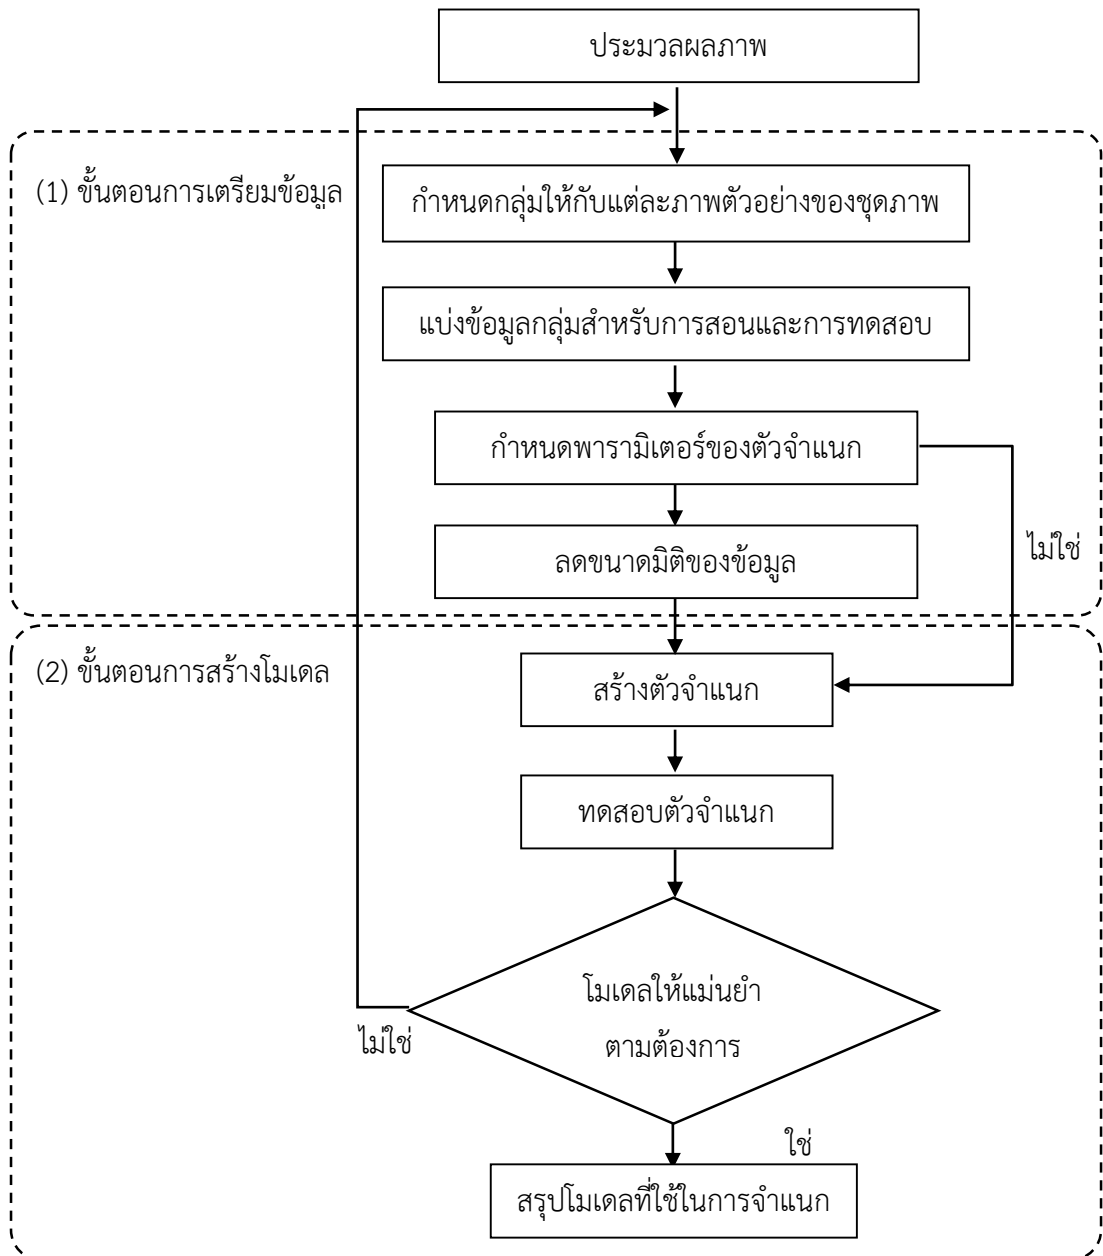 ประมวลผลภาพ
(1) ขั้นตอนการเตรียมข้อมูล
กำหนดกลุ่มให้กับแต่ละภาพตัวอย่างของชุดภาพ
แบ่งข้อมูลกลุ่มสำหรับการสอนและการทดสอบ
กำหนดพารามิเตอร์ของตัวจำแนก
ไม่ใช่
ลดขนาดมิติของข้อมูล
(2) ขั้นตอนการสร้างโมเดล
สร้างตัวจำแนก
ทดสอบตัวจำแนก
โมเดลให้แม่นยำ
ตามต้องการ
ไม่ใช่
ใช่
สรุปโมเดลที่ใช้ในการจำแนก